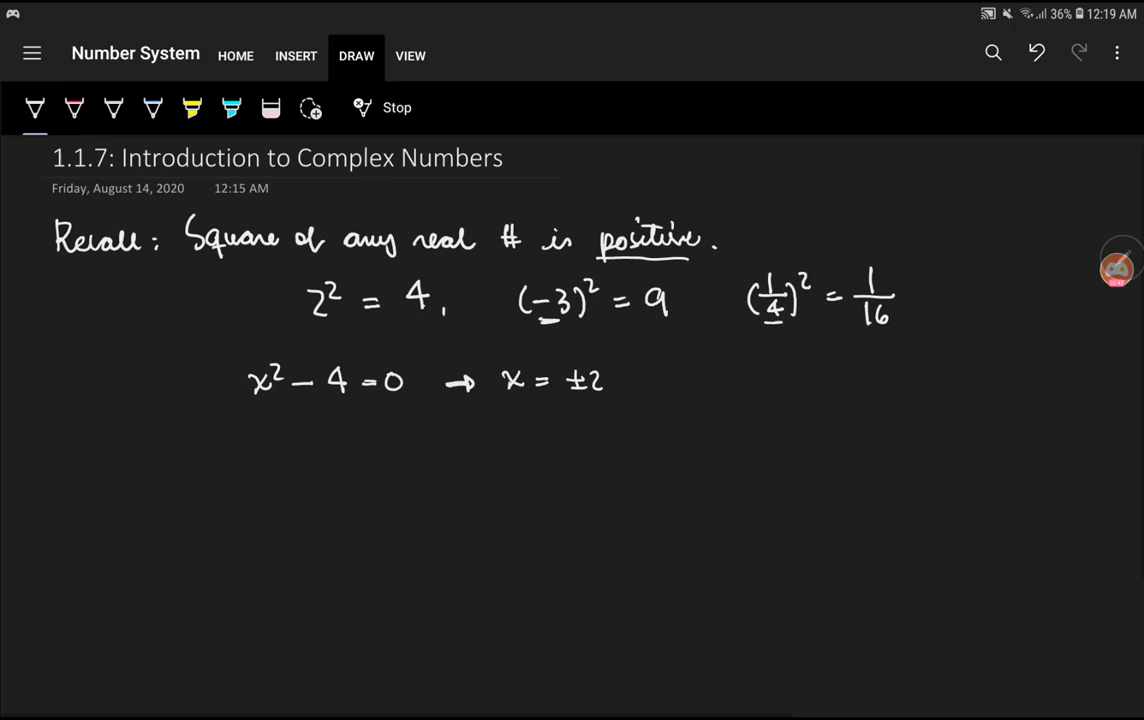 36% 12:19 AM
Number System HOME INSERT DRAW VIEW
Stop
1.1.7: Introduction to Complex Numbers
Friday, August 14, 2020 12:15 AM
Recall: Square of any real # is positive.
2² = 4, (-3)² = 9 (1/4)² = 1/16
x² - 4 = 0 → x = ±2